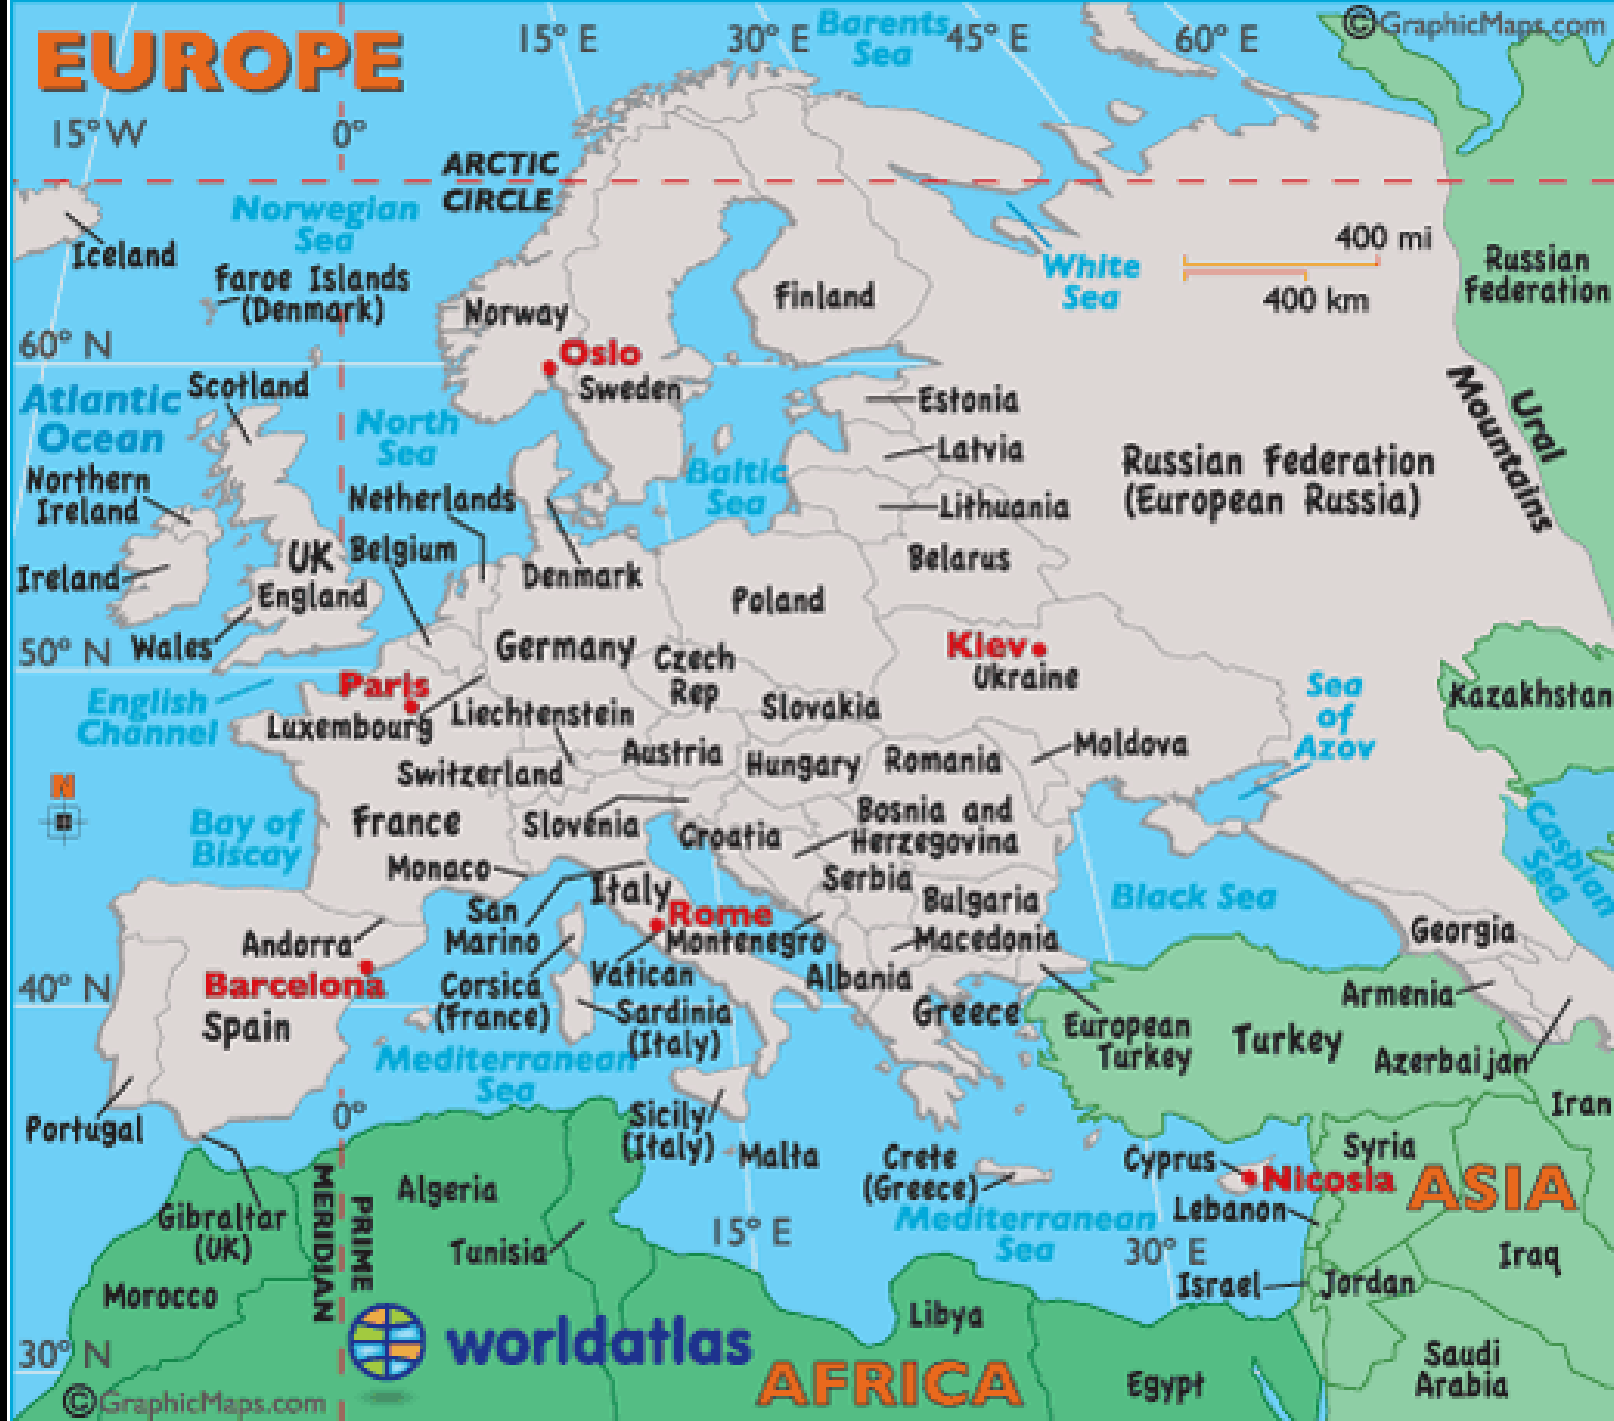 EUROPE
15° E
30° E
Barents
Sea
45° E
60° E
©GraphicMaps.com
15° W
0°
ARCTIC
CIRCLE
Norwegian
Sea
Iceland
Faroe Islands
(Denmark)
Norway
Finland
White
Sea
400 mi
400 km
Russian
Federation
60° N
Oslo
Sweden
Scotland
Atlantic
Ocean
North
Sea
Estonia
Latvia
Ural
Mountains
Russian Federation
(European Russia)
Baltic
Sea
Northern
Ireland
Netherlands
Lithuania
UK
Belgium
Belarus
Ireland
England
Denmark
Poland
50° N
Wales
Germany
Czech
Rep
Kiev
Ukraine
Paris
English
Channel
Luxembourg
Liechtenstein
Slovakia
Sea
of
Azov
Kazakhstan
Switzerland
Austria
Hungary
Romania
Moldova
N
Bay of
Biscay
France
Slovenia
Croatia
Bosnia and
Herzegovina
Caspian
Sea
Monaco
Italy
Serbia
San
Marino
Rome
Montenegro
Bulgaria
Black Sea
Georgia
Andorra
Macedonia
40° N
Barcelona
Spain
Corsica
(France)
Vatican
Albania
Sardinia
(Italy)
Greece
European
Turkey
Turkey
Armenia
Azerbaijan
Mediterranean
Sea
Iran
Portugal
0°
Sicily
(Italy)
Malta
Crete
(Greece)
Cyprus
Nicosia
Syria
ASIA
MERIDIAN
PRIME
Algeria
Gibraltar
(UK)
Tunisia
15° E
Mediterranean
Sea
Lebanon
30° E
Iraq
Morocco
Israel
Jordan
Libya
30° N
worldatlas
AFRICA
Egypt
Saudi
Arabia
©GraphicMaps.com